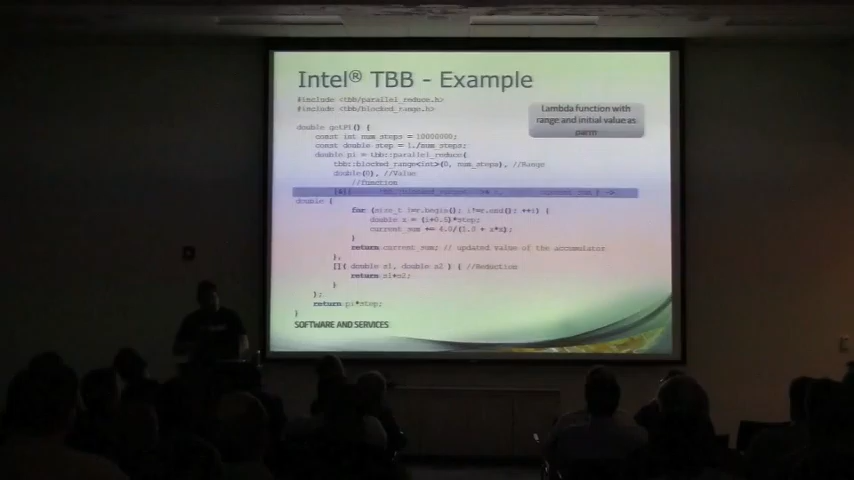 Intel® TBB - Example
#include <tbb/parallel_reduce.h>
#include <tbb/blocked_range.h>
Lambda function with
range and initial value as
parm
double getPi() {
const int num_steps = 10000000;
const double step = 1./num_steps;
double pi = tbb::parallel_reduce(
tbb::blocked_range<int>(0, num_steps), //Range
double(0), //Value
//function
double {
for (size_t i=r.begin(); i!=r.end(); ++i) {
double x = (i+0.5)*step;
current_sum += 4.0/(1.0 + x*x);
}
return current_sum; // updated value of the accumulator
},
[]( double s1, double s2 ) { //Reduction
return s1+s2;
}
);
return pi*step;
}
SOFTWARE AND SERVICES